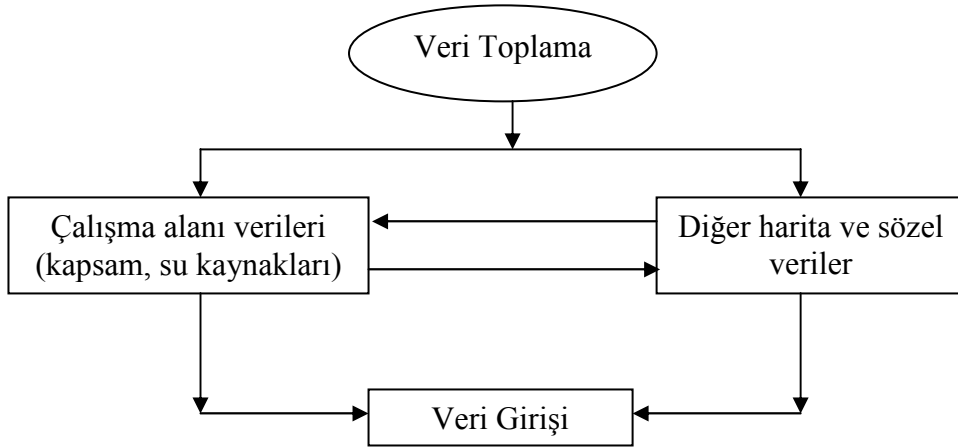 Veri Toplama
Çalışma alanı verileri
(kapsam, su kaynakları)
Diğer harita ve sözel
veriler
Veri Girişi